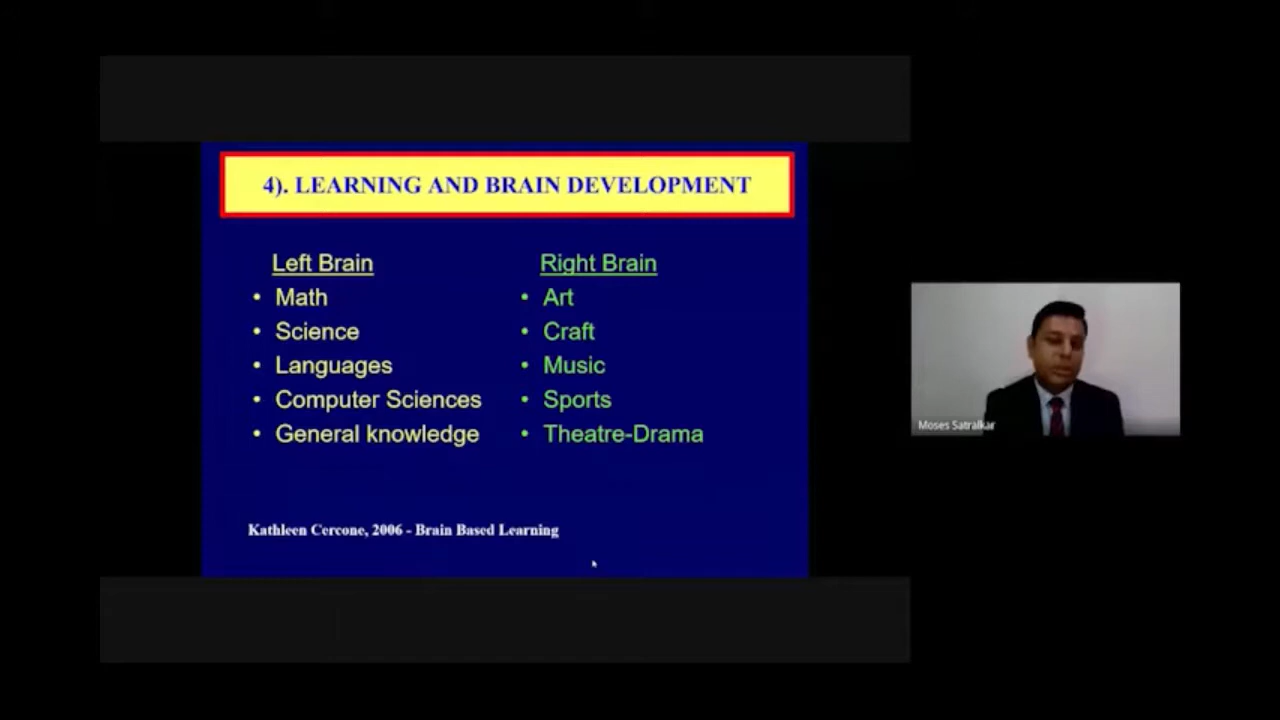 4). LEARNING AND BRAIN DEVELOPMENT
Left Brain
• Math
• Science
• Languages
• Computer Sciences
• General knowledge
Right Brain
• Art
• Craft
• Music
• Sports
• Theatre-Drama
Kathleen Cercone, 2006 - Brain Based Learning
Moses Satralkar